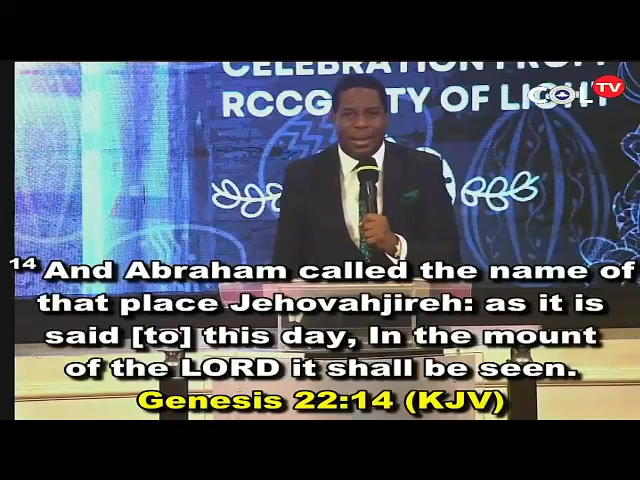 CELEBRATION FROM
RCCG CITY OF LIGHT
COL TV
14 And Abraham called the name of
that place Jehovahjireh: as it is
said [to] this day, In the mount
of the LORD it shall be seen.
Genesis 22:14 (KJV)